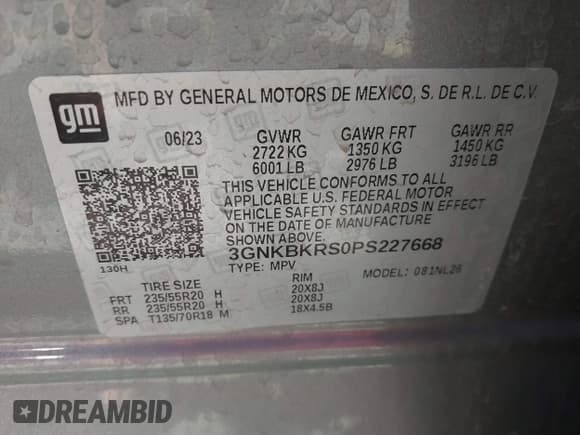 gm
MFD BY GENERAL MOTORS DE MEXICO, S. DE R.L. DE C.V.
06/23 GVWR GAWR FRT GAWR RR
2722 KG 1350 KG 1450 KG
6001 LB 2976 LB 3196 LB
THIS VEHICLE CONFORMS TO ALL
APPLICABLE U.S. FEDERAL MOTOR
VEHICLE SAFETY STANDARDS IN EFFECT
ON THE DATE OF MANUFACTURE
SHOWN ABOVE.
3GNKBKRS0PS227668
130H TYPE: MPV MODEL: 081NL26
TIRE SIZE RIM
FRT 235/55R20 H 20X8J
RR 235/55R20 H 20X8J
SPA T135/70R18 M 18X4.5B
DREAMBID